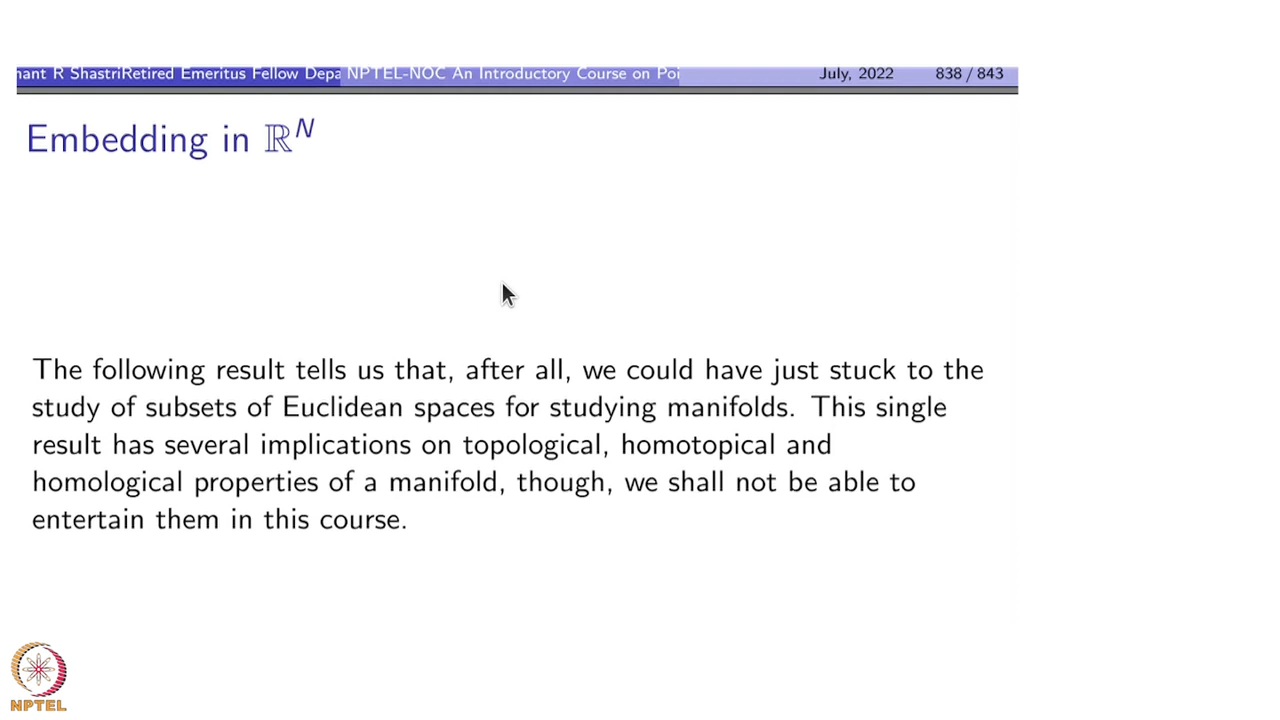 nant R ShastriRetired Emeritus Fellow Depa NPTEL-NOC An Introductory Course on Poi July, 2022 838 / 843
Embedding in ℝᴺ
The following result tells us that, after all, we could have just stuck to the
study of subsets of Euclidean spaces for studying manifolds. This single
result has several implications on topological, homotopical and
homological properties of a manifold, though, we shall not be able to
entertain them in this course.
NPTEL